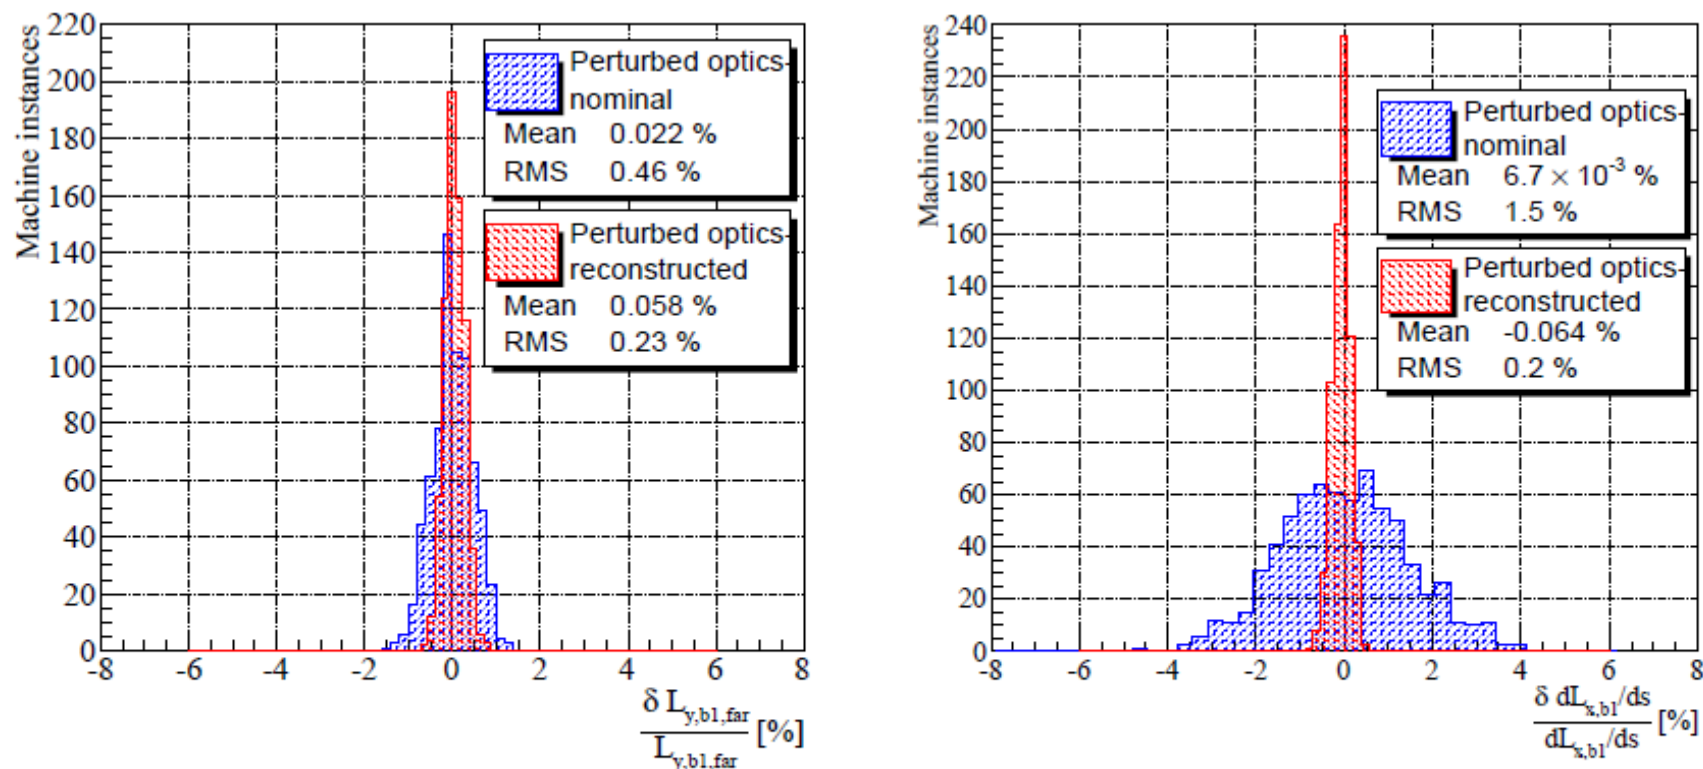 Machine instances
220
200
180
160
140
120
100
80
60
40
20
0
-8 -6 -4 -2 0 2 4 6 8
Perturbed optics-
nominal
Mean 0.022 %
RMS 0.46 %
Perturbed optics-
reconstructed
Mean 0.058 %
RMS 0.23 %
δ L_y,b1,far
L_y,b1,far [%]
Machine instances
240
220
200
180
160
140
120
100
80
60
40
20
0
-8 -6 -4 -2 0 2 4 6 8
Perturbed optics-
nominal
Mean 6.7 × 10⁻³ %
RMS 1.5 %
Perturbed optics-
reconstructed
Mean -0.064 %
RMS 0.2 %
δ dL_x,b1/ds
dL_x,b1/ds [%]